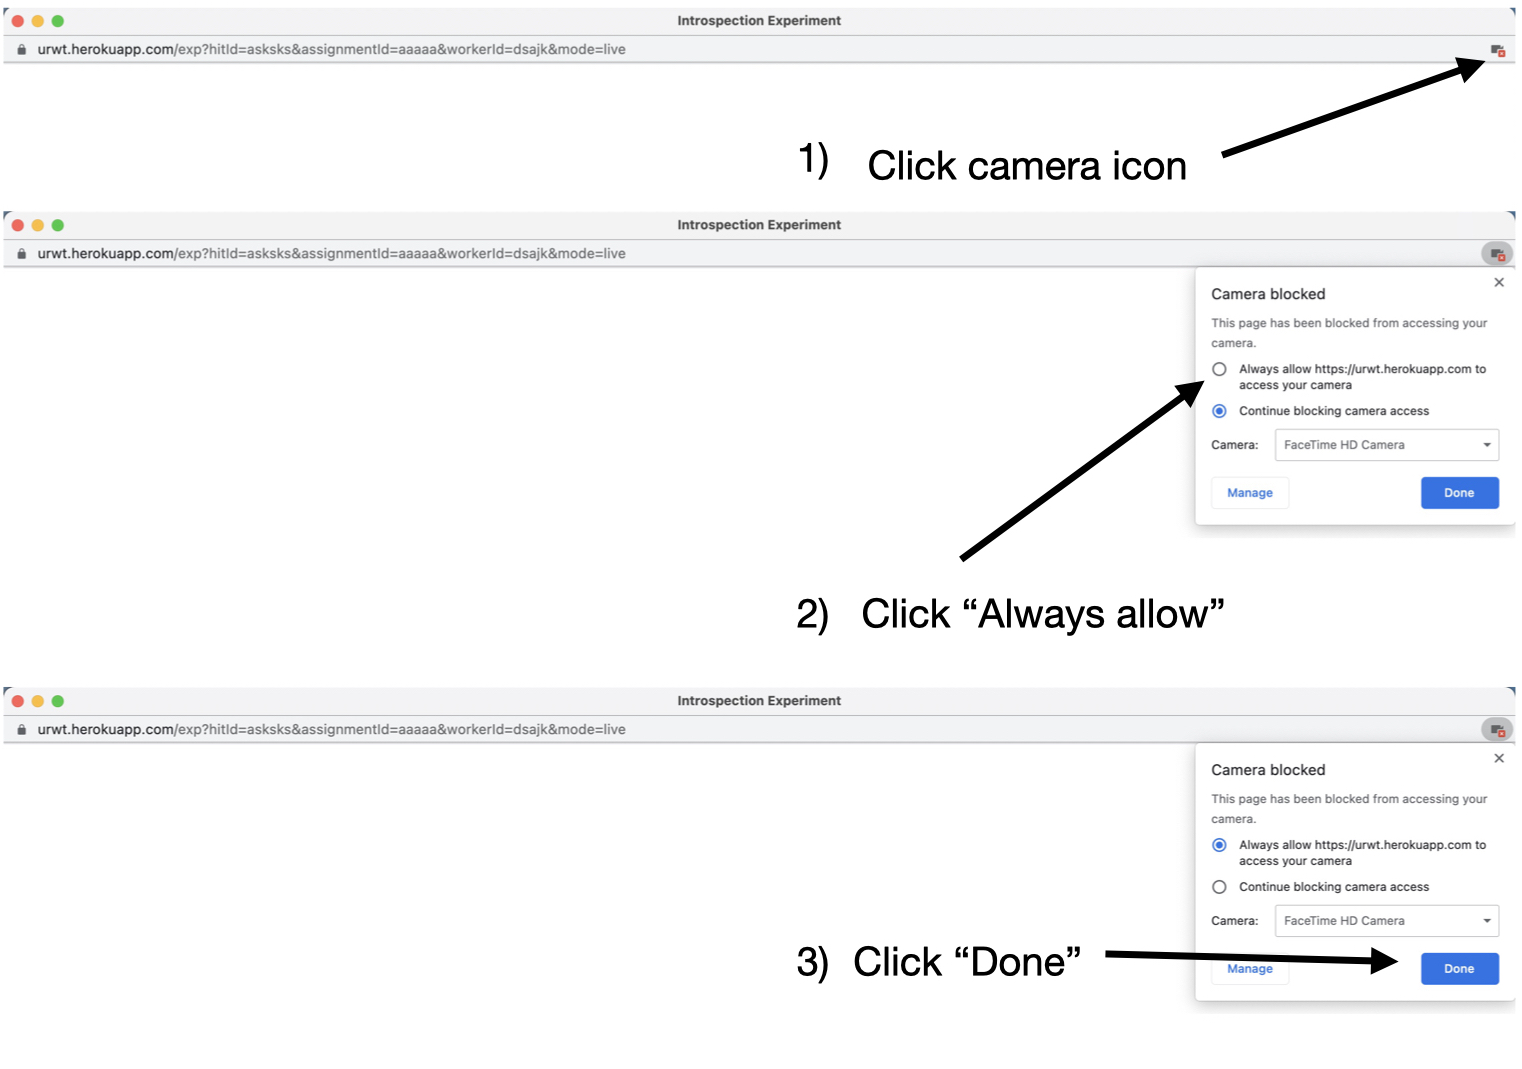 Introspection Experiment
urwt.herokuapp.com/exp?hitId=asksks&assignmentId=aaaaa&workerId=dsajk&mode=live
1) Click camera icon
Introspection Experiment
urwt.herokuapp.com/exp?hitId=asksks&assignmentId=aaaaa&workerId=dsajk&mode=live
Camera blocked
This page has been blocked from accessing your
camera.
Always allow https://urwt.herokuapp.com to
access your camera
Continue blocking camera access
Camera: FaceTime HD Camera
Manage Done
2) Click “Always allow”
Introspection Experiment
urwt.herokuapp.com/exp?hitId=asksks&assignmentId=aaaaa&workerId=dsajk&mode=live
Camera blocked
This page has been blocked from accessing your
camera.
Always allow https://urwt.herokuapp.com to
access your camera
Continue blocking camera access
Camera: FaceTime HD Camera
3) Click “Done”
Manage Done